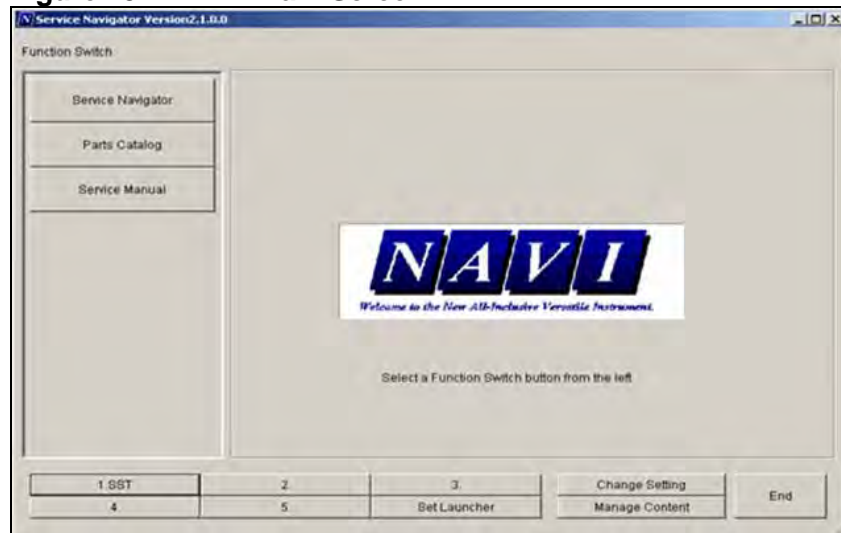 Service Navigator Version2.1.0.0
Function Switch
Service Navigator
Parts Catalog
Service Manual
NAVI
Welcome to the New All-Inclusive Versatile Instrument.
Select a Function Switch button from the left
1.SST
2.
3.
Change Setting
End
4
5
Set Launcher
Manage Content